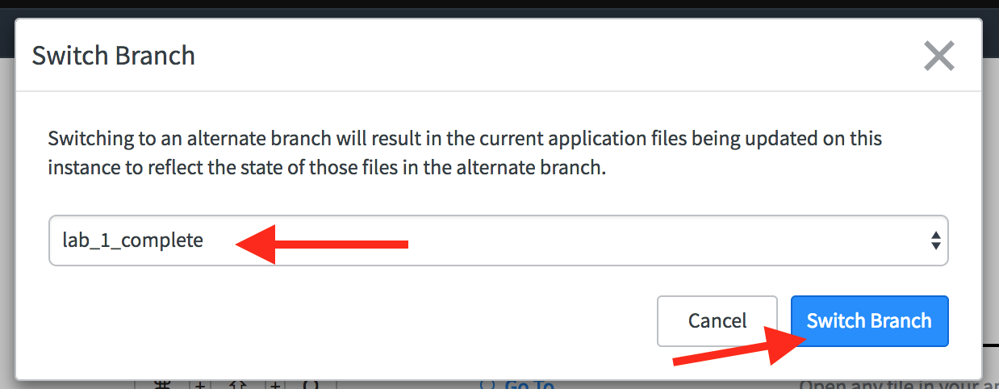 Switch Branch
Switching to an alternate branch will result in the current application files being updated on this
instance to reflect the state of those files in the alternate branch.
lab_1_complete
Cancel
Switch Branch
⌘ + ⇧ + O Go To Open any file in your